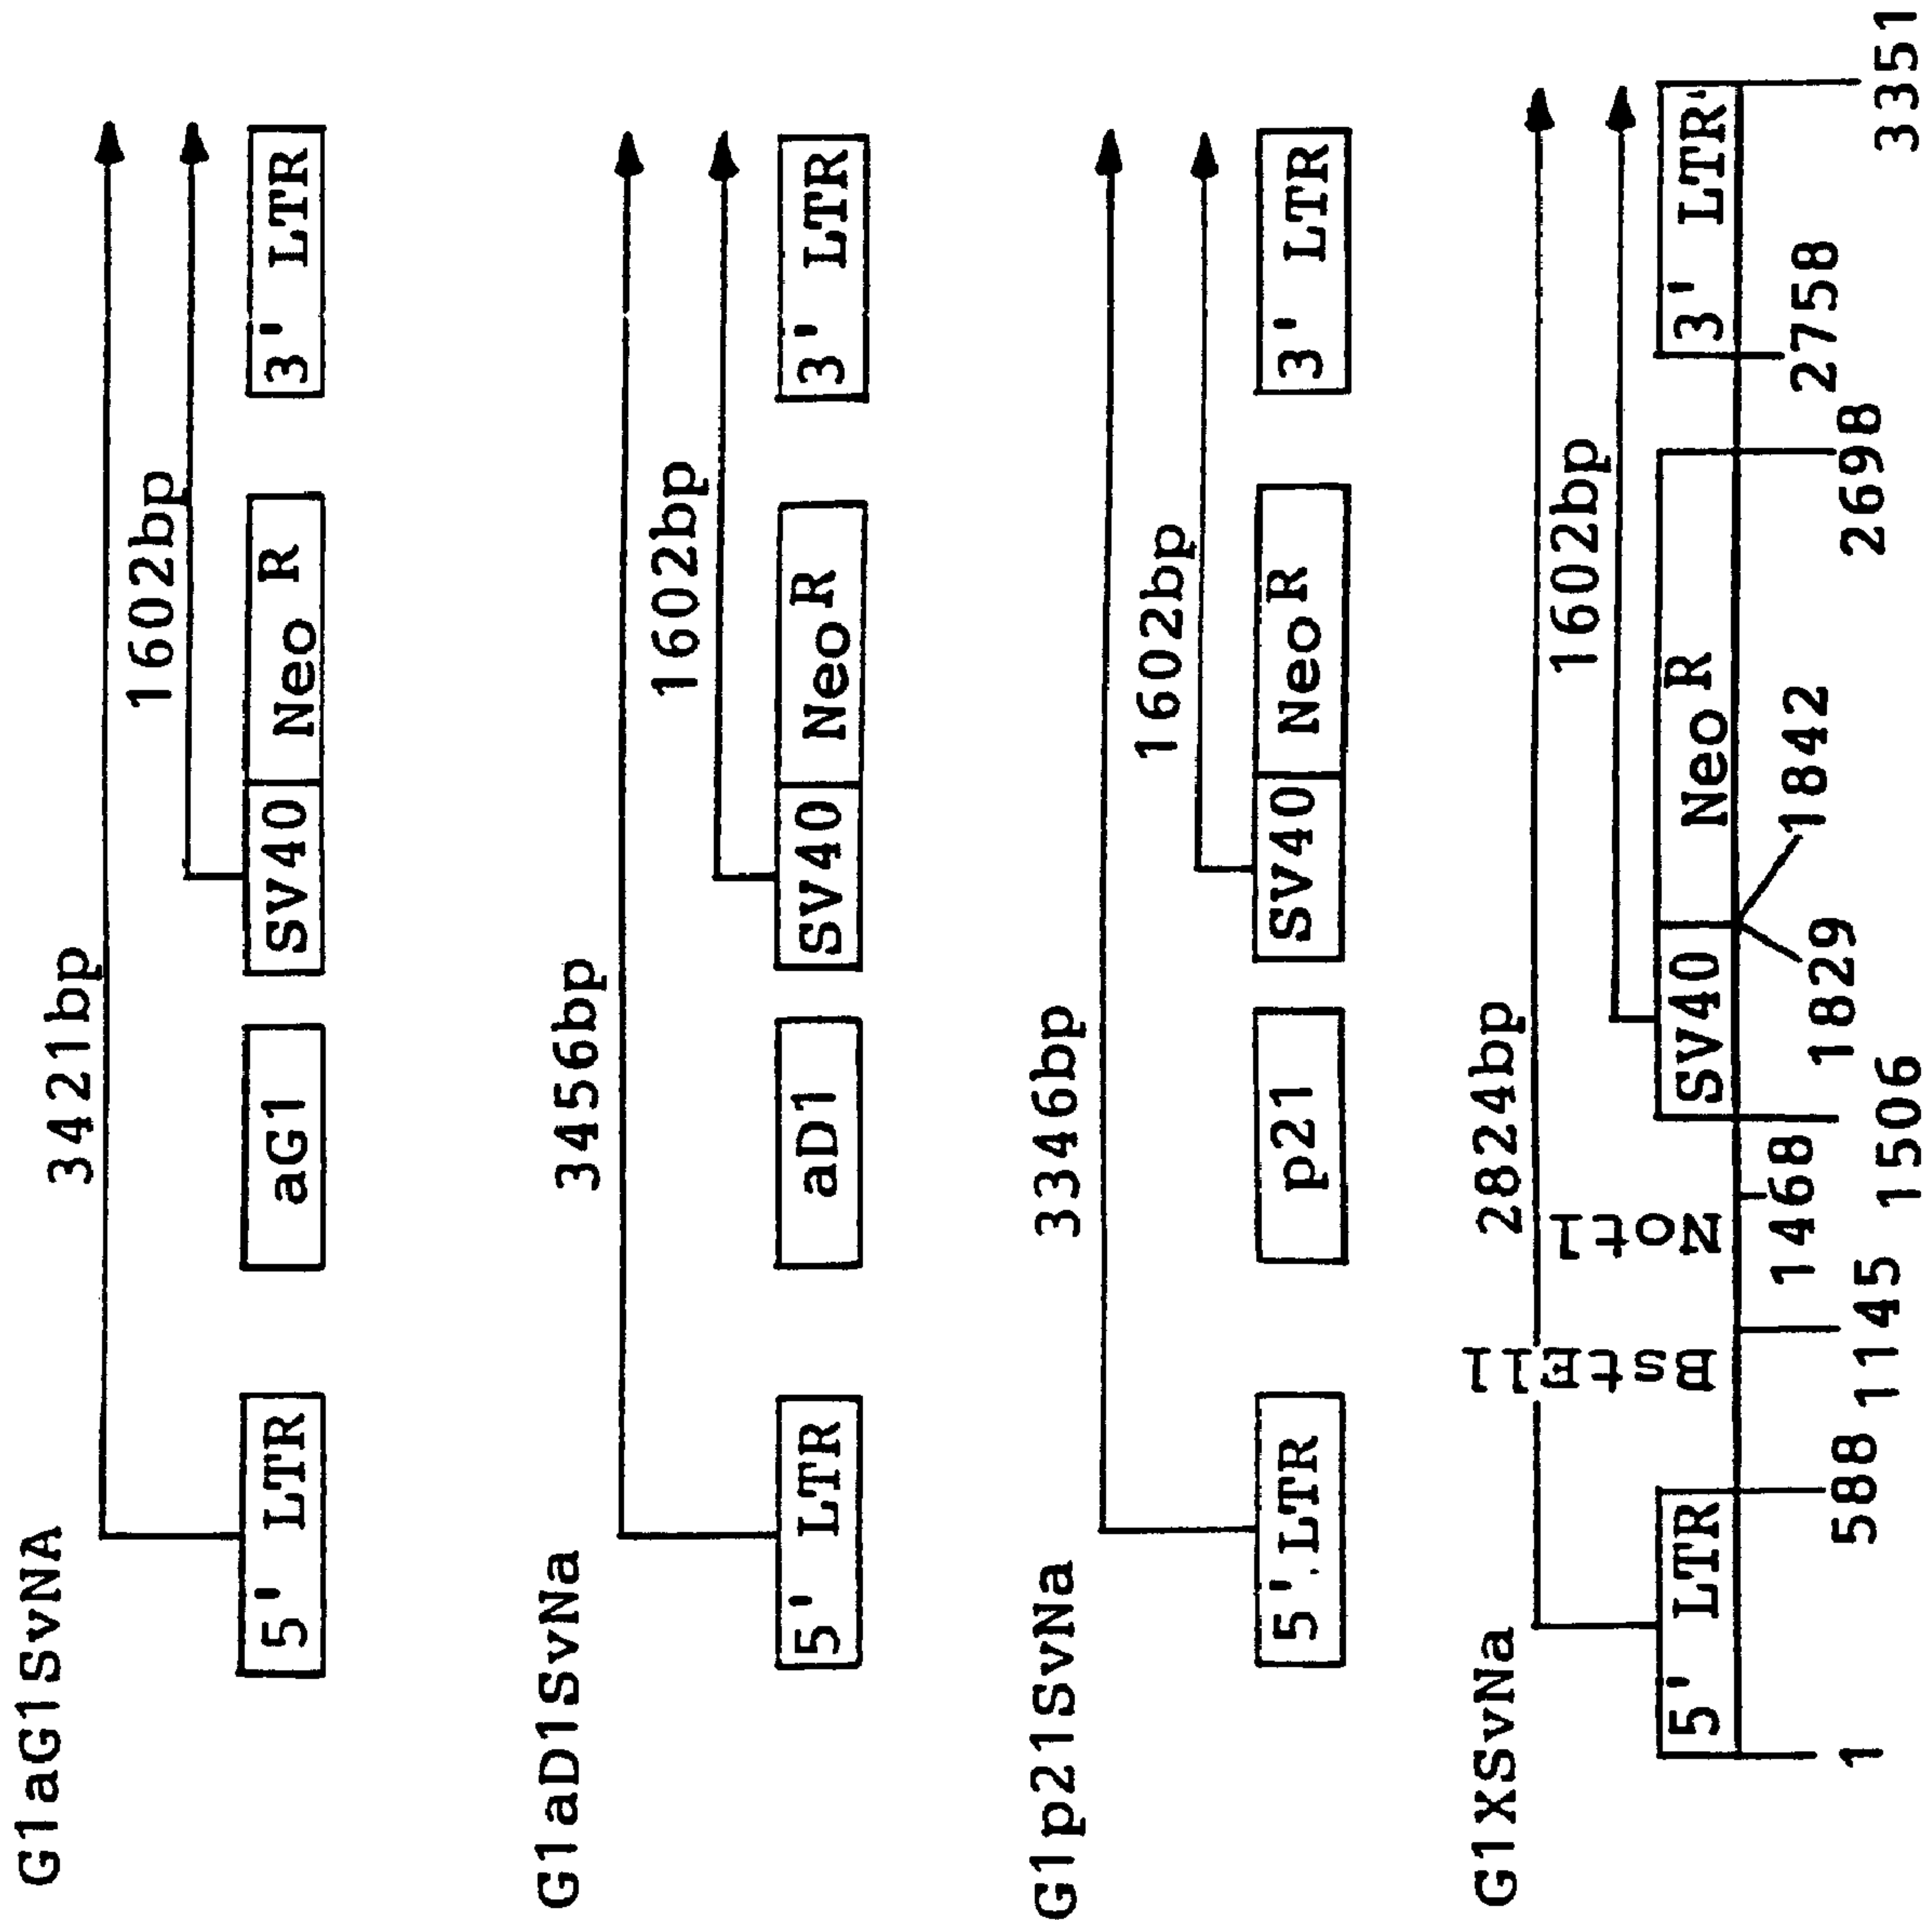 G1aG1SvNA
3421bp
1602bp
5' LTR
aG1
SV40
Neo R
3' LTR
G1aD1SvNa
3456bp
1602bp
5' LTR
aD1
SV40
Neo R
3' LTR
G1p21SvNa
3346bp
1602bp
5' LTR
p21
SV40
Neo R
3' LTR
G1XSvNa
2824bp
1602bp
BstE11
Not1
5' LTR
SV40
Neo R
3' LTR
1
588
1145
1468
1506
1829
1842
2698
2758
3351